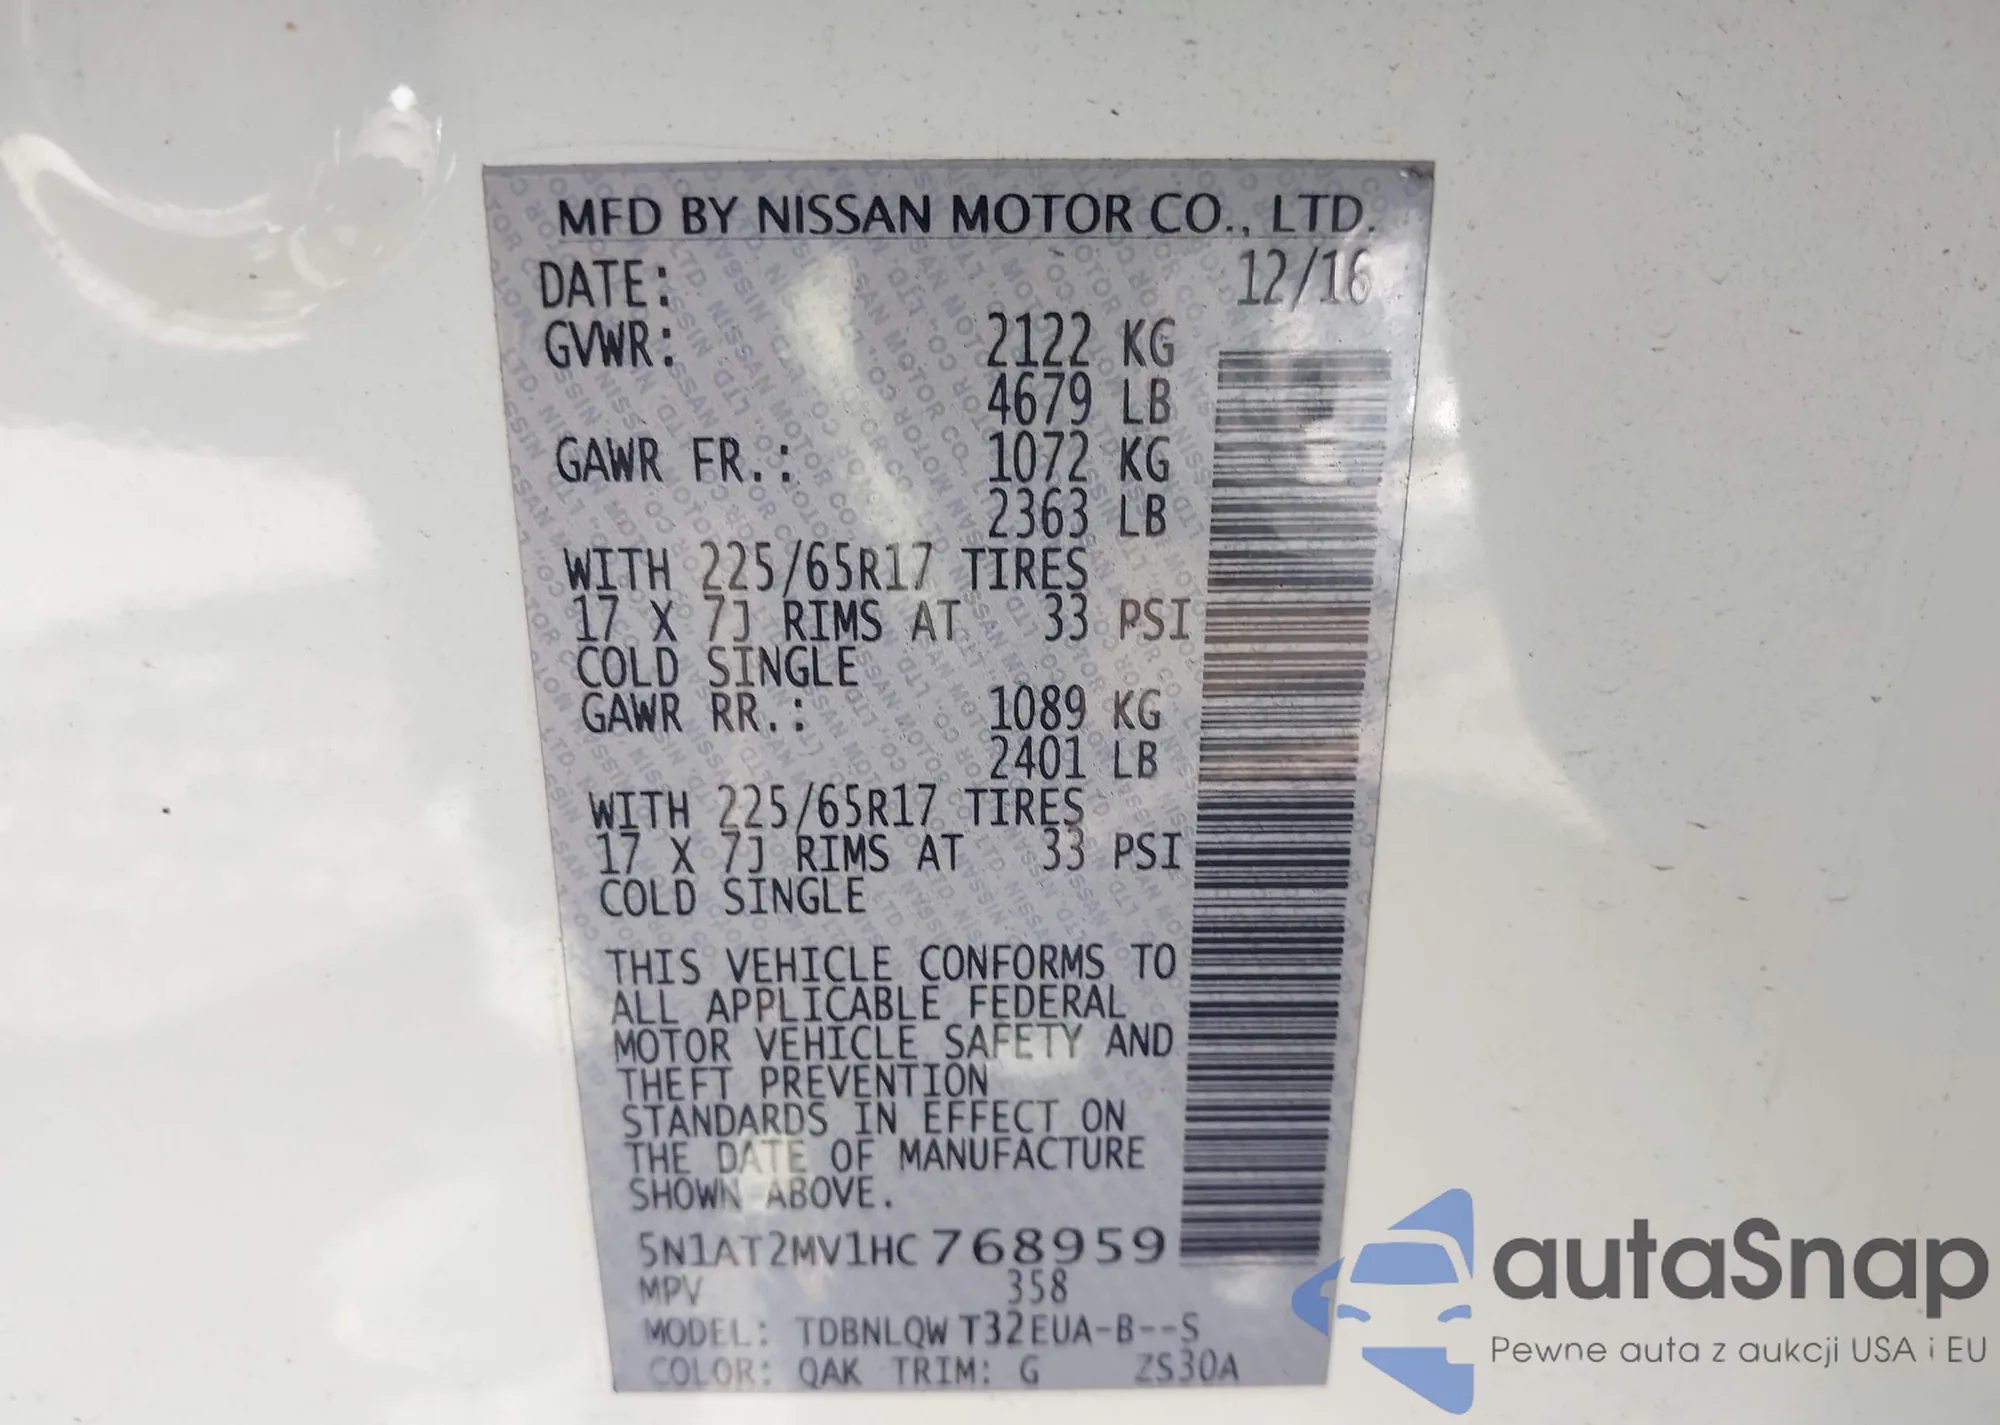 MFD BY NISSAN MOTOR CO., LTD.
DATE: 12/16
GVWR: 2122 KG
4679 LB
GAWR FR.: 1072 KG
2363 LB
WITH 225/65R17 TIRES
17 X 7J RIMS AT 33 PSI
COLD SINGLE
GAWR RR.: 1089 KG
2401 LB
WITH 225/65R17 TIRES
17 X 7J RIMS AT 33 PSI
COLD SINGLE
THIS VEHICLE CONFORMS TO
ALL APPLICABLE FEDERAL
MOTOR VEHICLE SAFETY AND
THEFT PREVENTION
STANDARDS IN EFFECT ON
THE DATE OF MANUFACTURE
SHOWN ABOVE.
5N1AT2MV1HC768959
MPV 358
MODEL: TDBNLQW T32EUA-B--S
COLOR: QAK TRIM: G ZS30A
autaSnap
Pewne auta z aukcji USA i EU